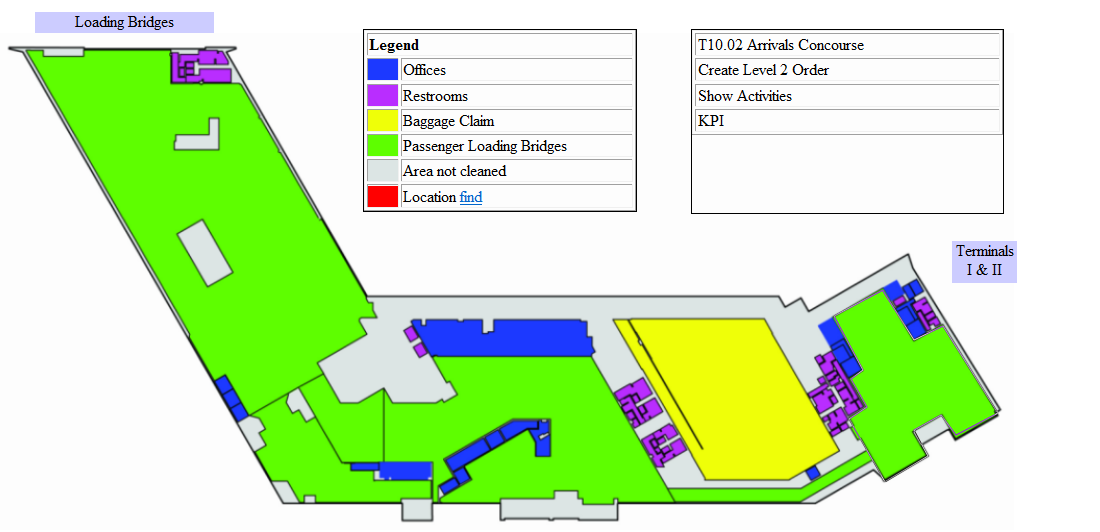 Loading Bridges
Legend
Offices
Restrooms
Baggage Claim
Passenger Loading Bridges
Area not cleaned
Location find
T10.02 Arrivals Concourse
Create Level 2 Order
Show Activities
KPI
Terminals
I & II